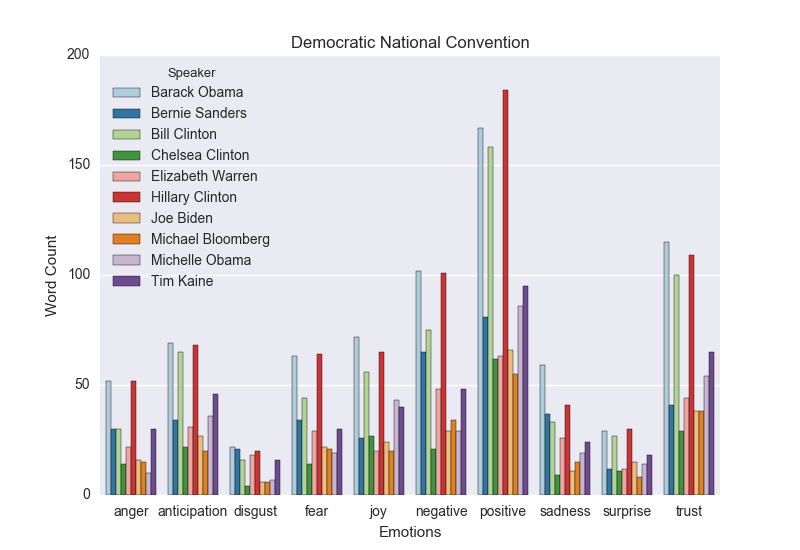 Democratic National Convention
200
150
100
50
0
Word Count
Speaker
Barack Obama
Bernie Sanders
Bill Clinton
Chelsea Clinton
Elizabeth Warren
Hillary Clinton
Joe Biden
Michael Bloomberg
Michelle Obama
Tim Kaine
anger anticipation disgust fear joy negative positive sadness surprise trust
Emotions